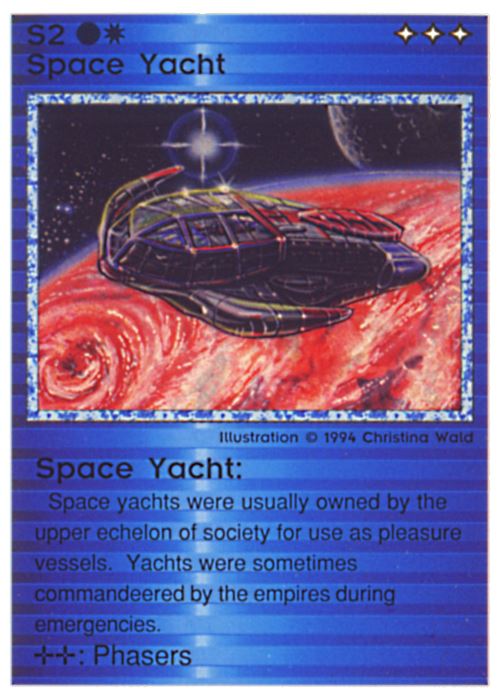 S2
Space Yacht
Illustration © 1994 Christina Wald
Space Yacht:
Space yachts were usually owned by the
upper echelon of society for use as pleasure
vessels. Yachts were sometimes
commandeered by the empires during
emergencies.
: Phasers